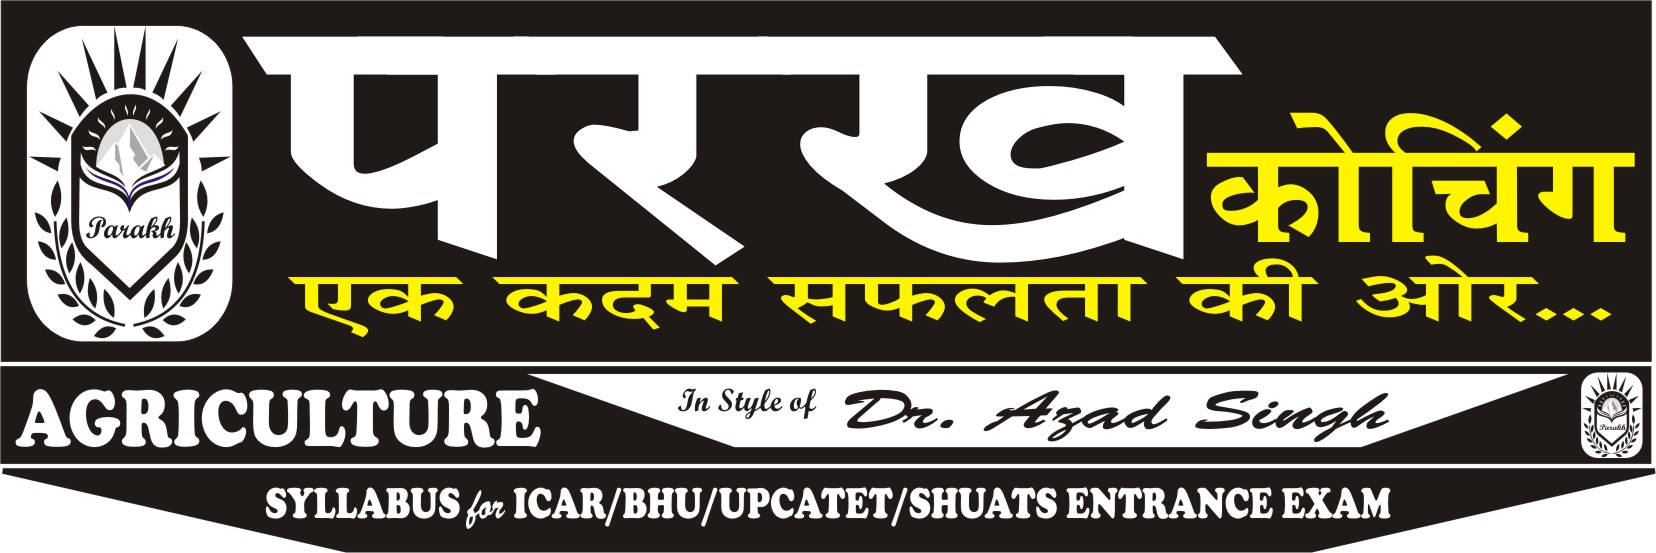 Parakh
परख कोचिंग
एक कदम सफलता की ओर...
AGRICULTURE In Style of Dr. Azad Singh
Parakh
SYLLABUS for ICAR/BHU/UPCATET/SHUATS ENTRANCE EXAM